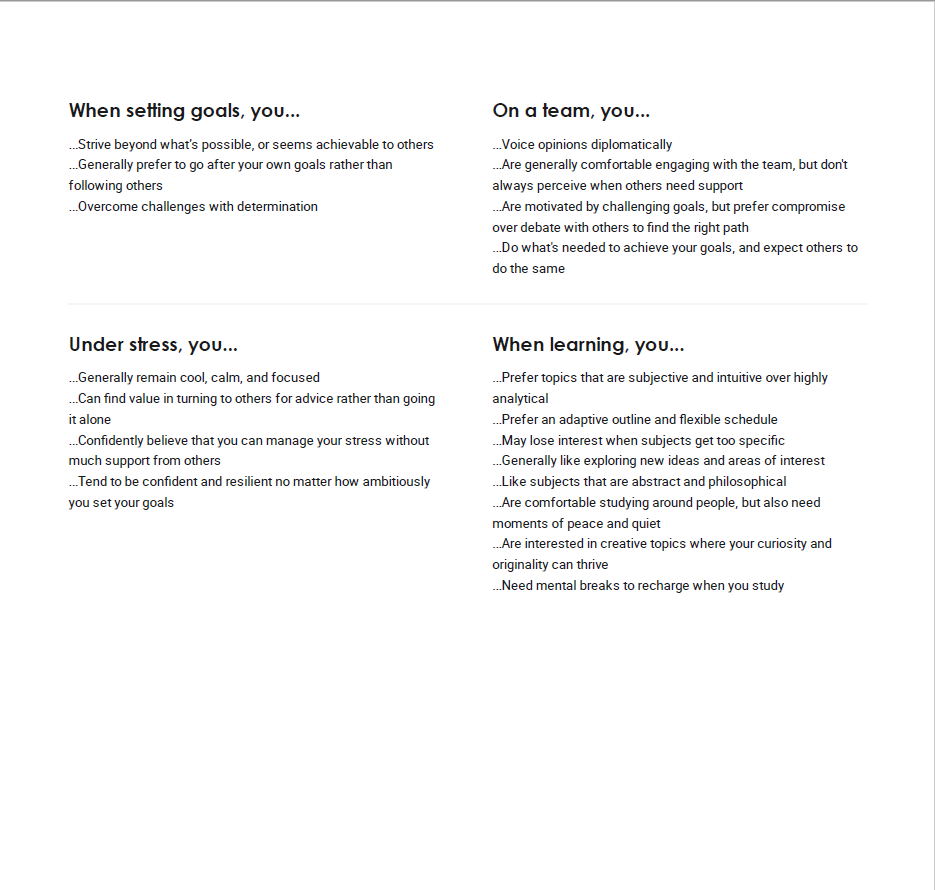 When setting goals, you...
...Strive beyond what's possible, or seems achievable to others
...Generally prefer to go after your own goals rather than
following others
...Overcome challenges with determination
On a team, you...
...Voice opinions diplomatically
...Are generally comfortable engaging with the team, but don't
always perceive when others need support
...Are motivated by challenging goals, but prefer compromise
over debate with others to find the right path
...Do what's needed to achieve your goals, and expect others to
do the same
Under stress, you...
...Generally remain cool, calm, and focused
...Can find value in turning to others for advice rather than going
it alone
...Confidently believe that you can manage your stress without
much support from others
...Tend to be confident and resilient no matter how ambitiously
you set your goals
When learning, you...
...Prefer topics that are subjective and intuitive over highly
analytical
...Prefer an adaptive outline and flexible schedule
...May lose interest when subjects get too specific
...Generally like exploring new ideas and areas of interest
...Like subjects that are abstract and philosophical
...Are comfortable studying around people, but also need
moments of peace and quiet
...Are interested in creative topics where your curiosity and
originality can thrive
...Need mental breaks to recharge when you study